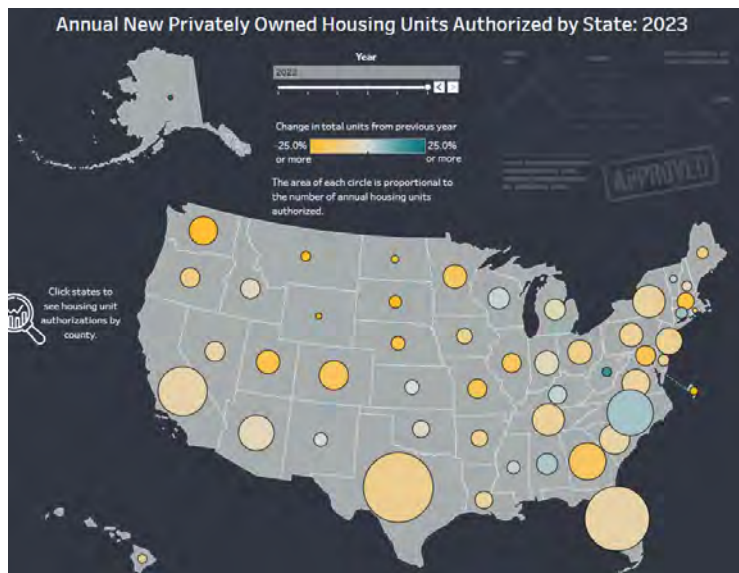 Annual New Privately Owned Housing Units Authorized by State: 2023
Year
2023
Change in total units from previous year
-25.0%
or more
25.0%
or more
The area of each circle is proportional to
the number of annual housing units
authorized.
APPROVED
Click states to
see housing unit
authorizations by
county.